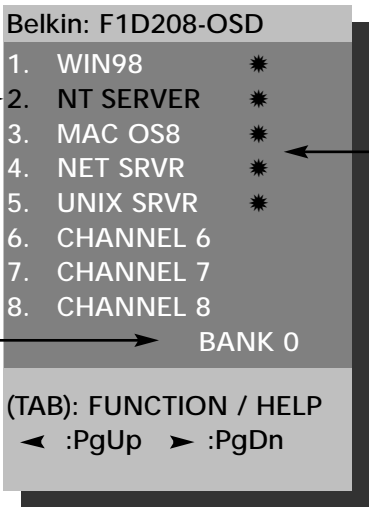 Belkin: F1D208-OSD
1. WIN98 ✹
2. NT SERVER ✹
3. MAC OS8 ✹
4. NET SRVR ✹
5. UNIX SRVR ✹
6. CHANNEL 6
7. CHANNEL 7
8. CHANNEL 8
BANK 0
(TAB): FUNCTION / HELP
◄ :PgUp ► :PgDn